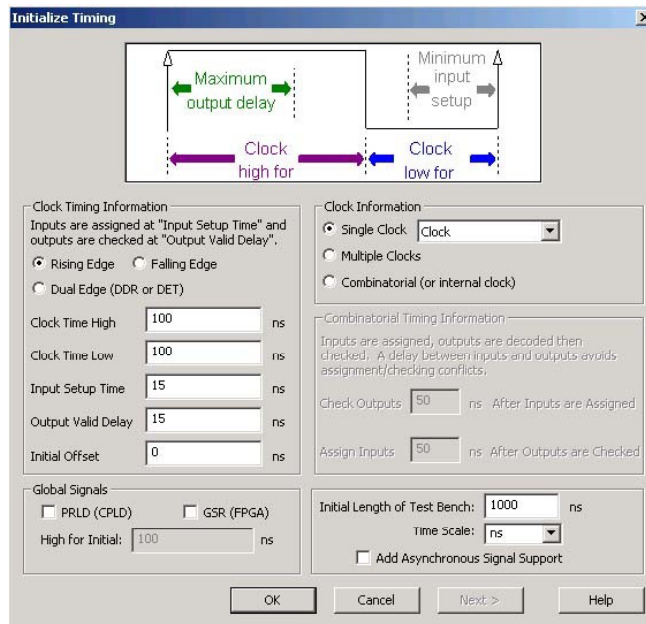 Initialize Timing
Maximum
output delay
Minimum
input
setup
Clock
high for
Clock
low for
Clock Timing Information
Inputs are assigned at "Input Setup Time" and
outputs are checked at "Output Valid Delay".
Rising Edge
Falling Edge
Dual Edge (DDR or DET)
Clock Time High 100 ns
Clock Time Low 100 ns
Input Setup Time 15 ns
Output Valid Delay 15 ns
Initial Offset 0 ns
Clock Information
Single Clock Clock
Multiple Clocks
Combinatorial (or internal clock)
Combinatorial Timing Information
Inputs are assigned, outputs are decoded then
checked. A delay between inputs and outputs avoids
assignment/checking conflicts.
Check Outputs 50 ns After Inputs are Assigned
Assign Inputs 50 ns After Outputs are Checked
Global Signals
PRLD (CPLD)
GSR (FPGA)
High for Initial: 100 ns
Initial Length of Test Bench: 1000 ns
Time Scale: ns
Add Asynchronous Signal Support
OK
Cancel
Next >
Help